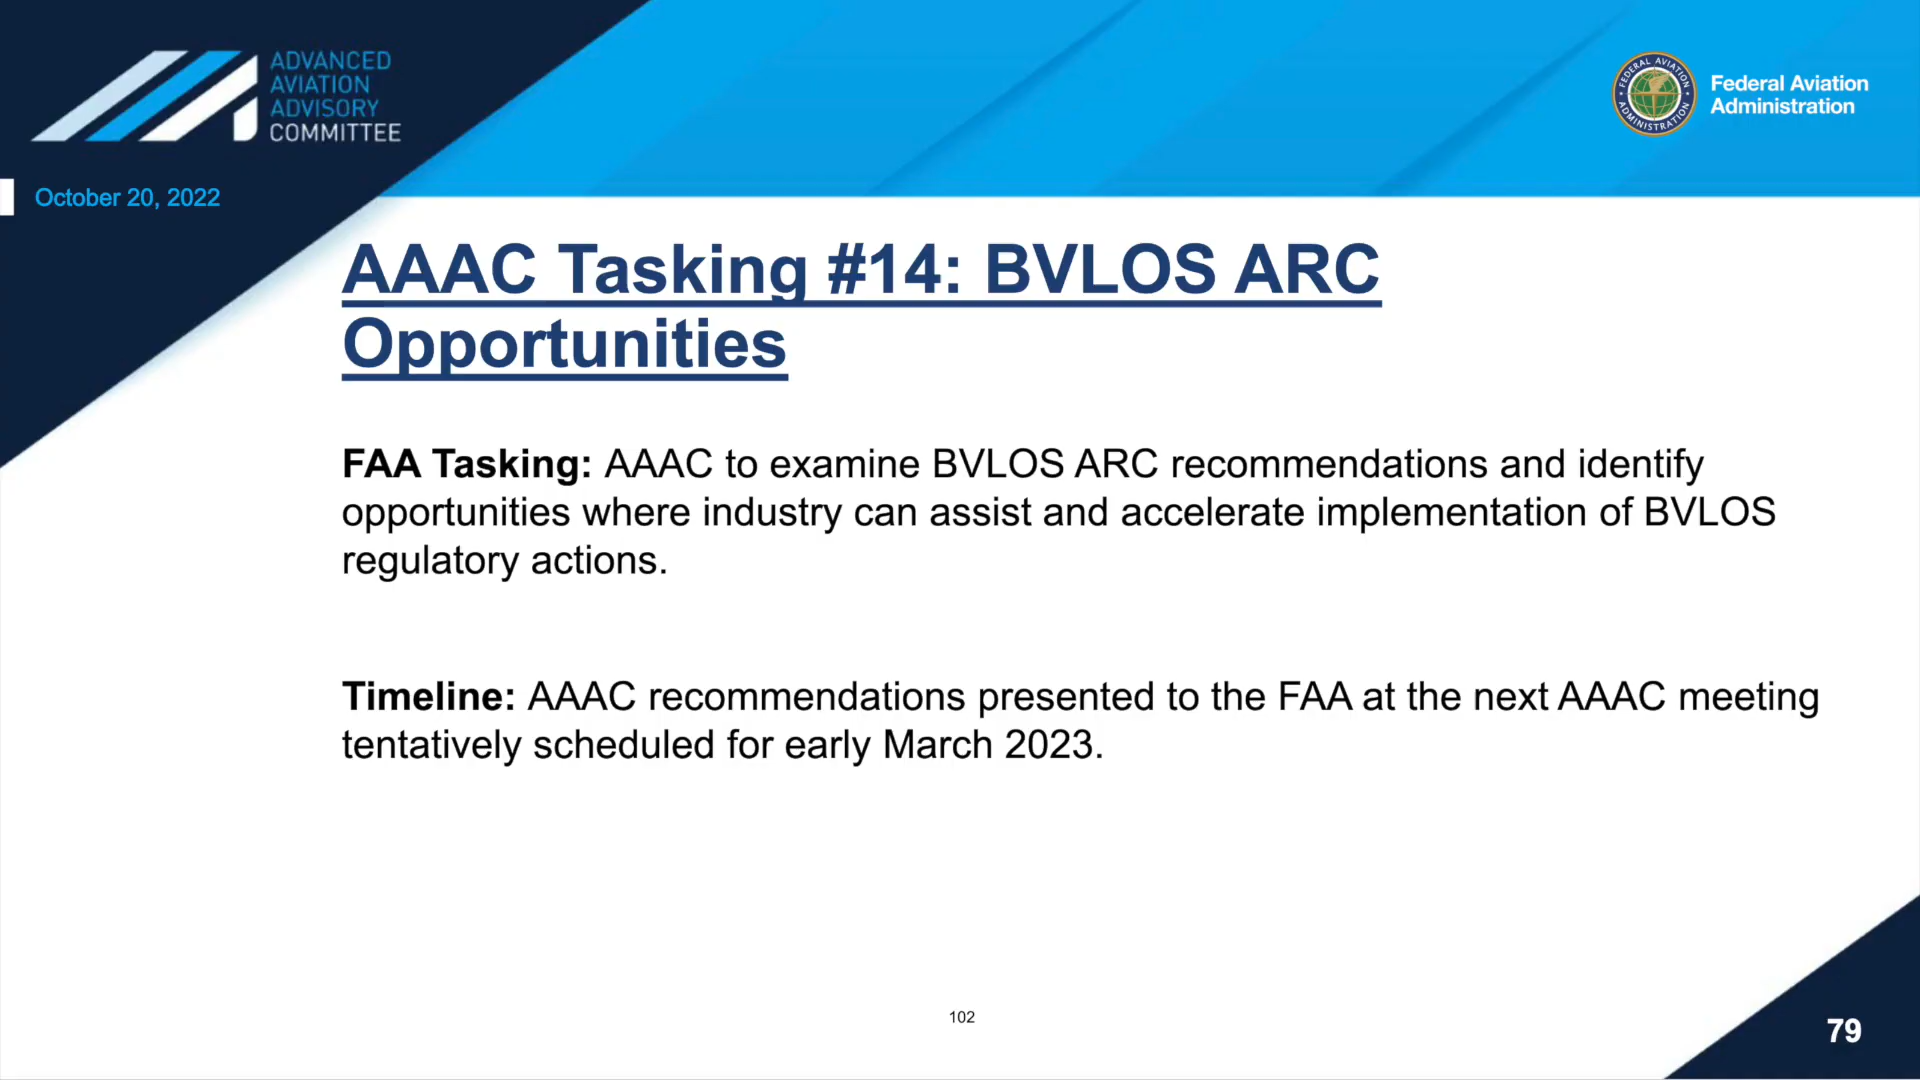 ADVANCED
AVIATION
ADVISORY
COMMITTEE
FEDERAL AVIATION
ADMINISTRATION
Federal Aviation
Administration
October 20, 2022
AAAC Tasking #14: BVLOS ARC
Opportunities
FAA Tasking: AAAC to examine BVLOS ARC recommendations and identify
opportunities where industry can assist and accelerate implementation of BVLOS
regulatory actions.
Timeline: AAAC recommendations presented to the FAA at the next AAAC meeting
tentatively scheduled for early March 2023.
102
79